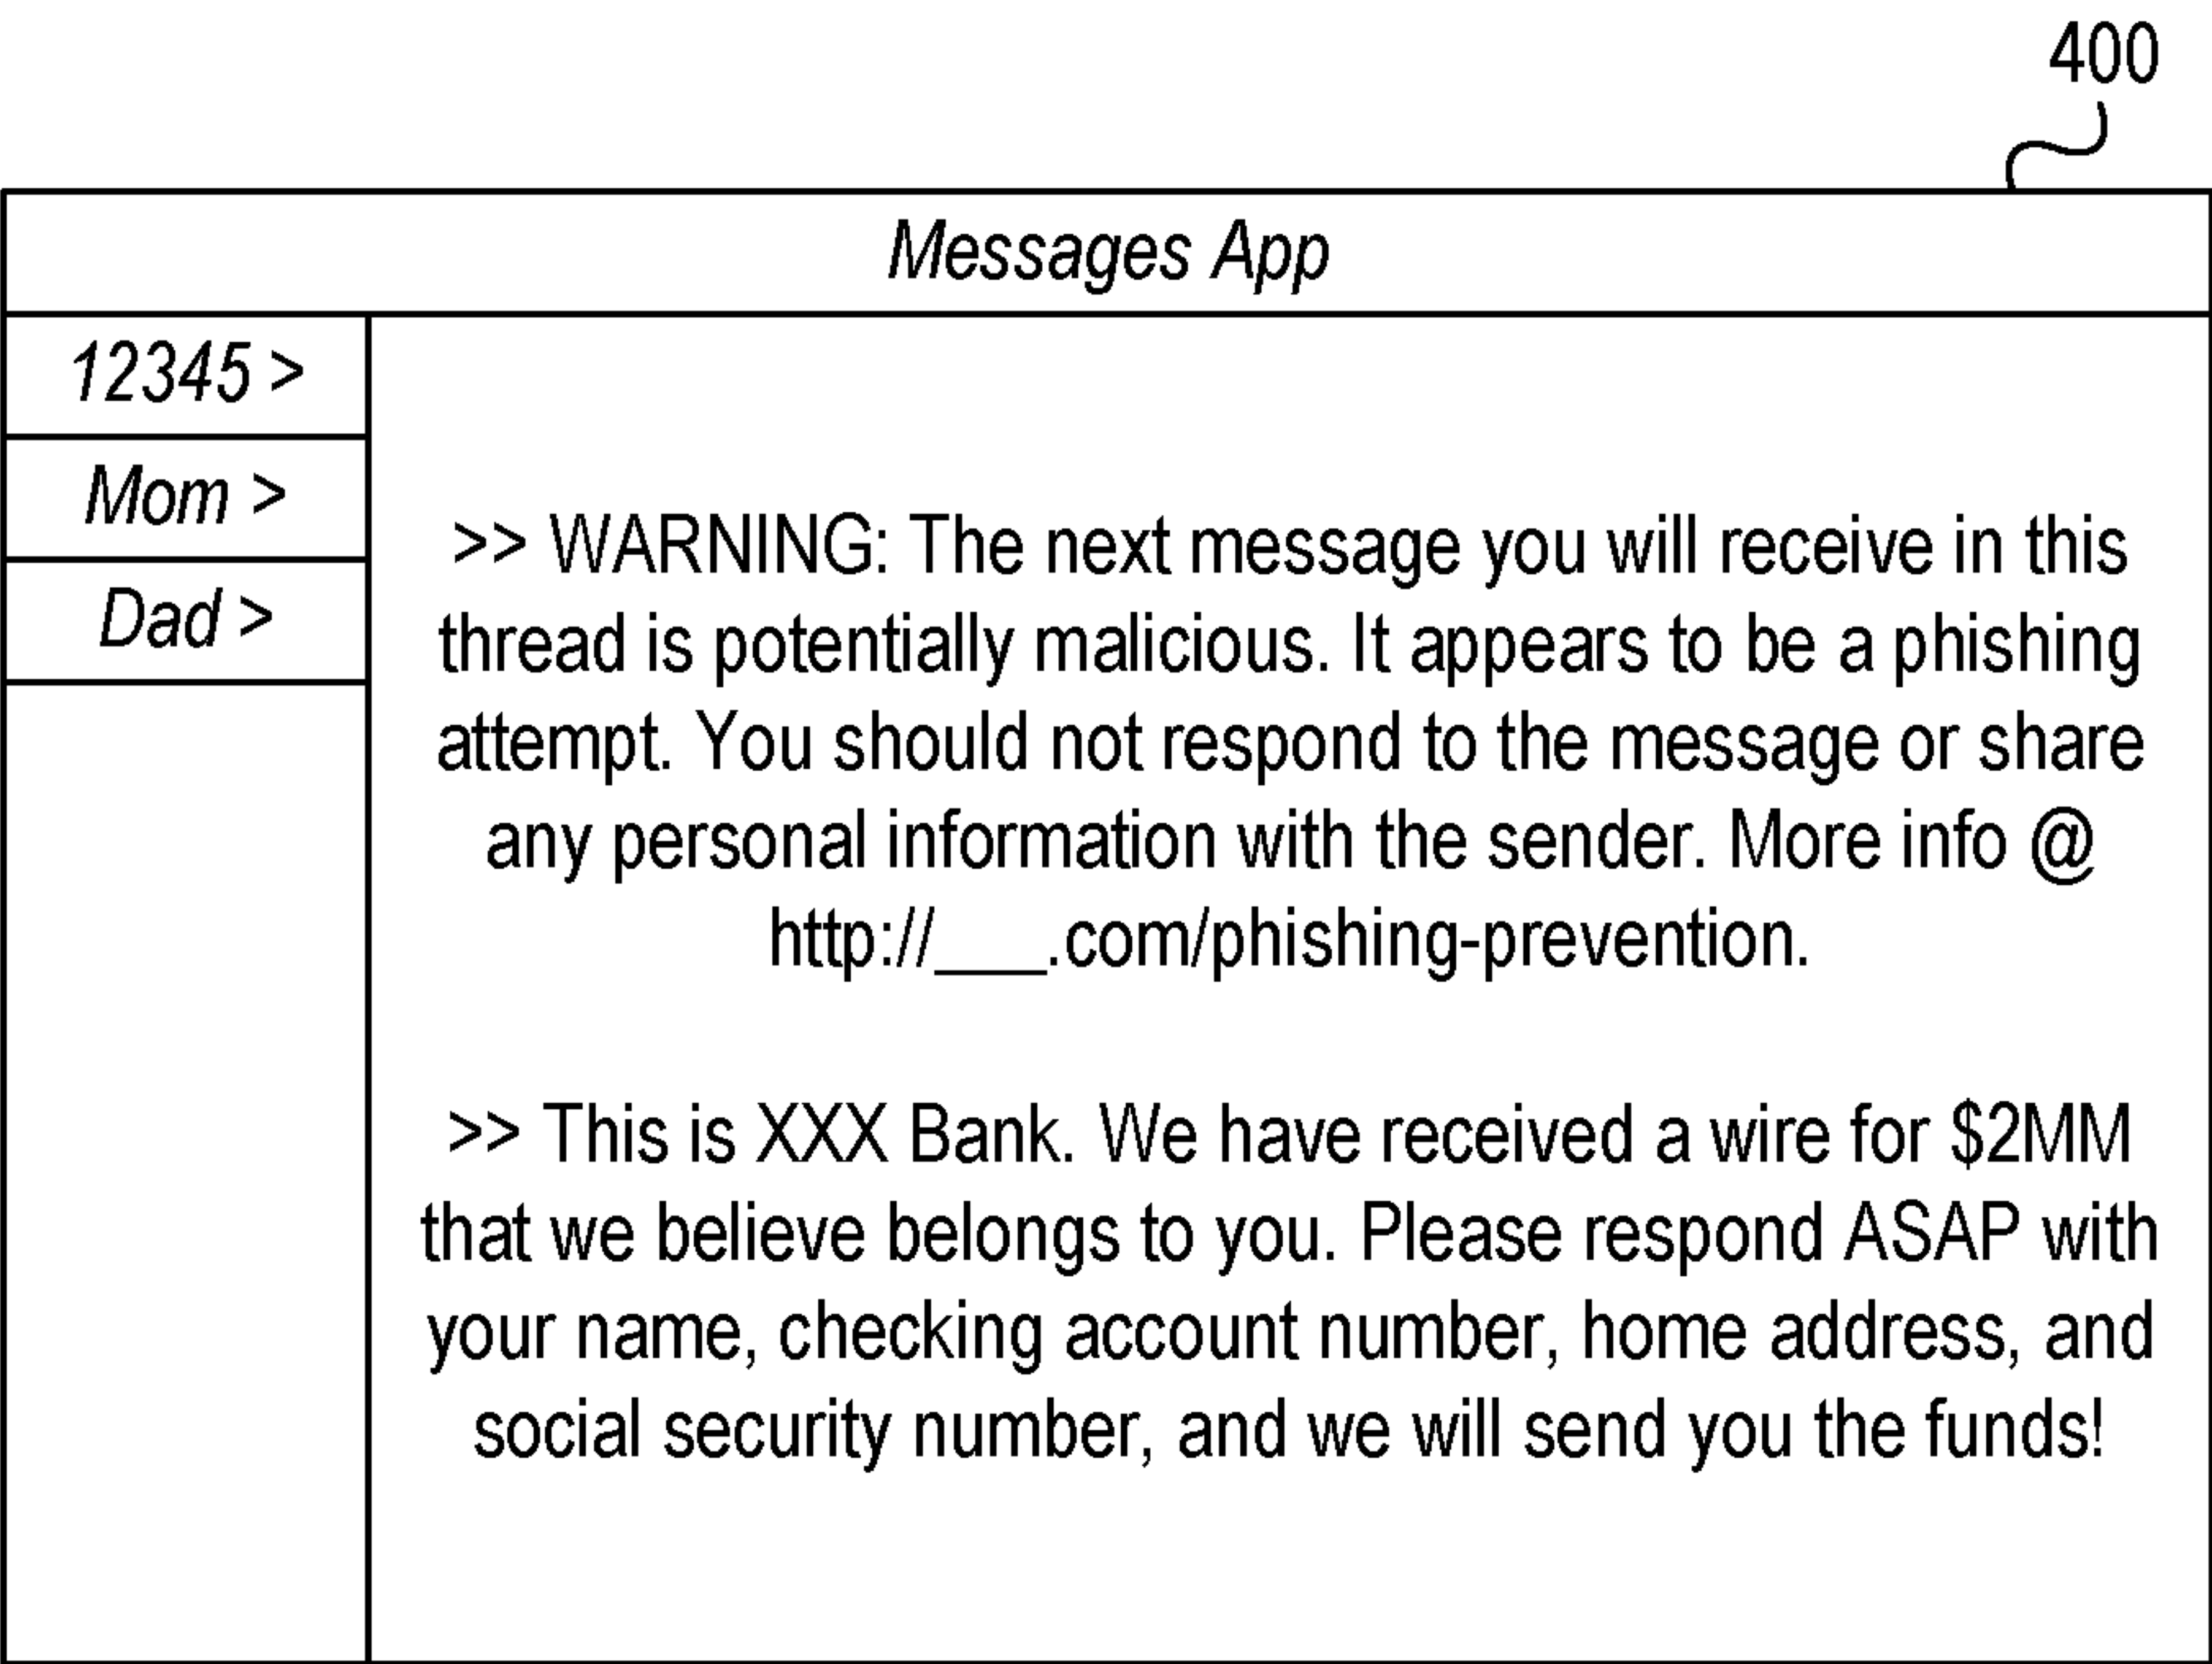 400
Messages App
12345 >
Mom >
Dad >
>> WARNING: The next message you will receive in this
thread is potentially malicious. It appears to be a phishing
attempt. You should not respond to the message or share
any personal information with the sender. More info @
http://___.com/phishing-prevention.
>> This is XXX Bank. We have received a wire for $2MM
that we believe belongs to you. Please respond ASAP with
your name, checking account number, home address, and
social security number, and we will send you the funds!